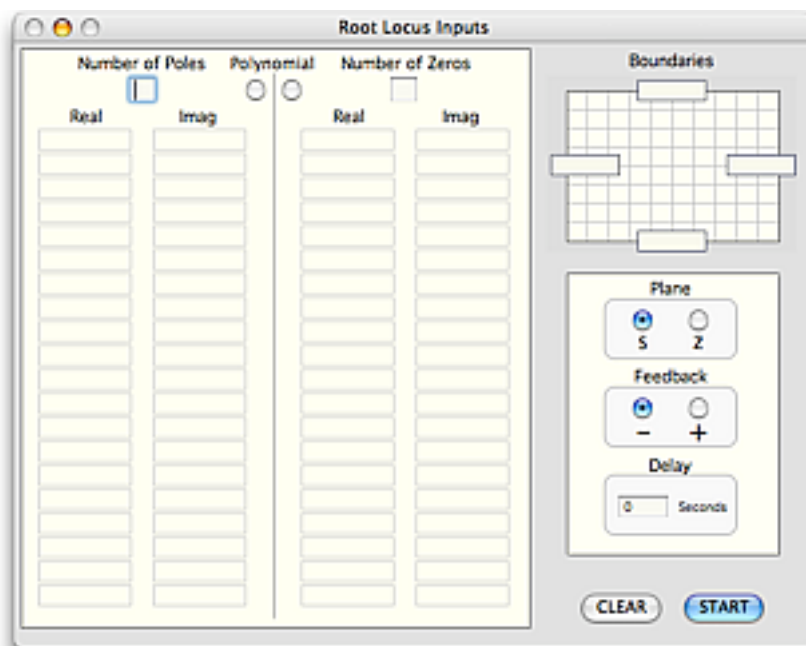 Root Locus Inputs
Number of Poles Polynomial Number of Zeros
Real Imag Real Imag
Boundaries
Plane
S Z
Feedback
- +
Delay
0 Seconds
CLEAR START